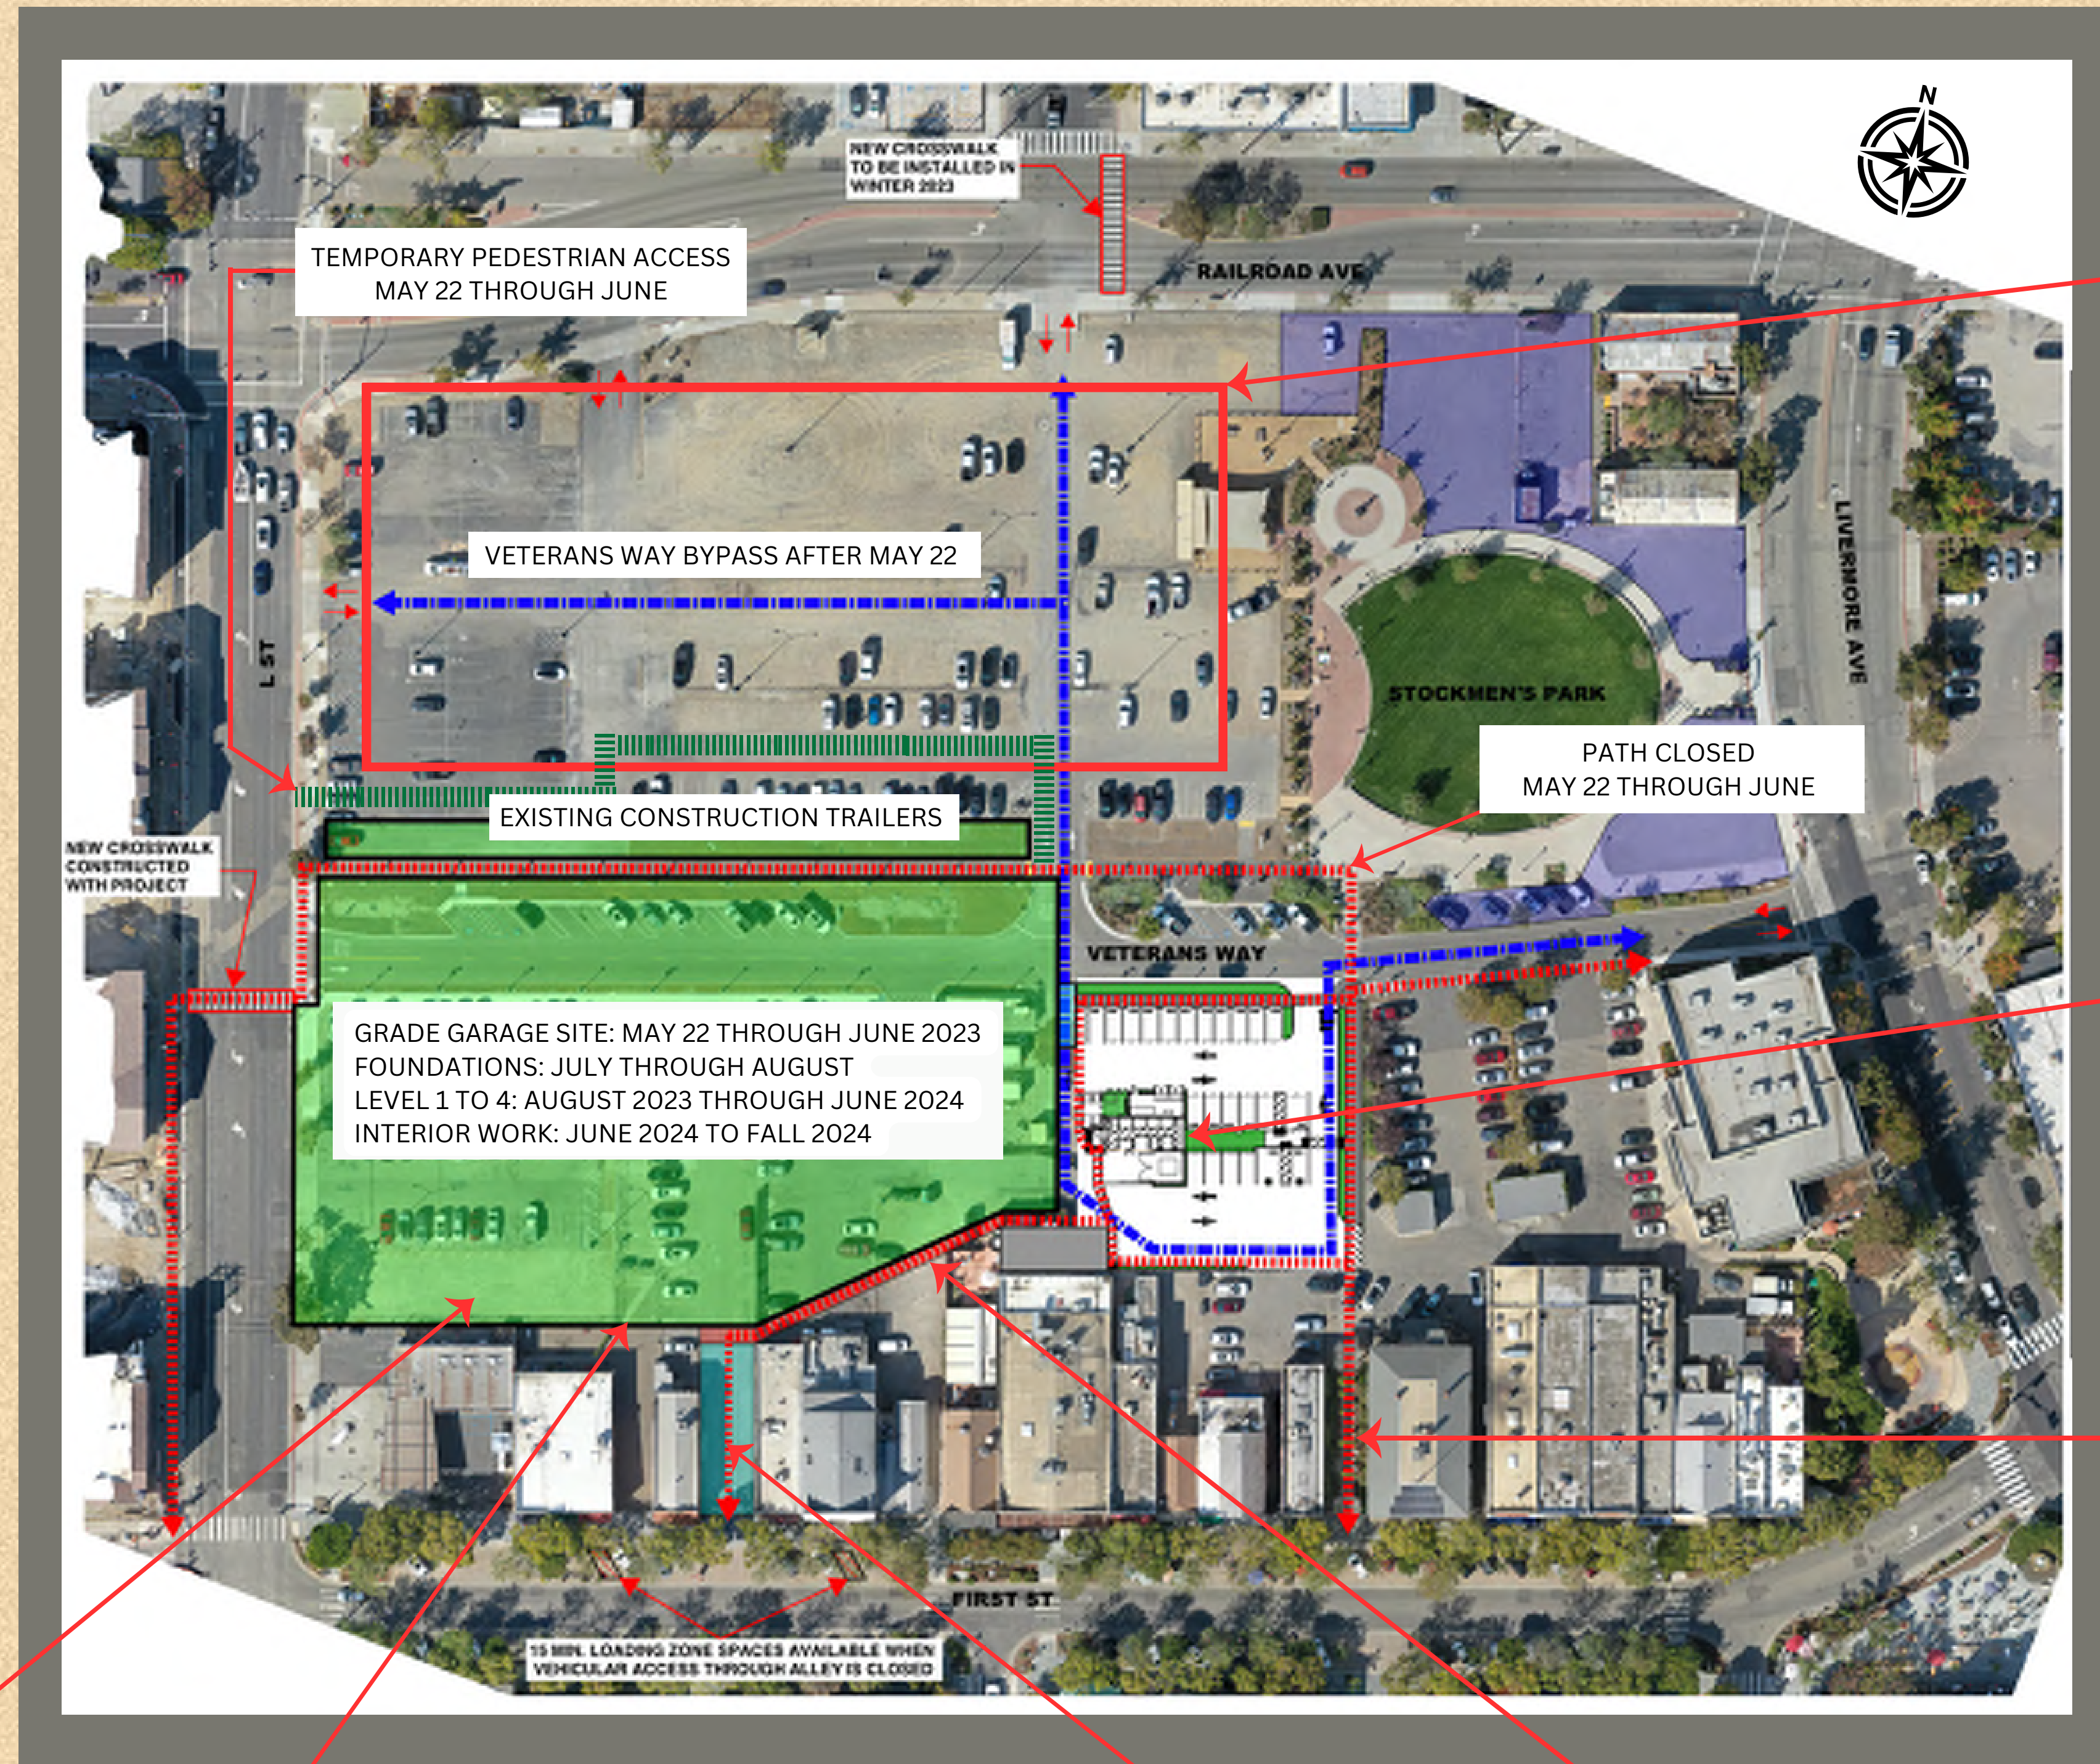 N
NEW CROSSWALK
TO BE INSTALLED IN
WINTER 2023
TEMPORARY PEDESTRIAN ACCESS
MAY 22 THROUGH JUNE
RAILROAD AVE
VETERANS WAY BYPASS AFTER MAY 22
L ST
LIVERMORE AVE
STOCKMEN'S PARK
PATH CLOSED
MAY 22 THROUGH JUNE
EXISTING CONSTRUCTION TRAILERS
NEW CROSSWALK
CONSTRUCTED
WITH PROJECT
VETERANS WAY
GRADE GARAGE SITE: MAY 22 THROUGH JUNE 2023
FOUNDATIONS: JULY THROUGH AUGUST
LEVEL 1 TO 4: AUGUST 2023 THROUGH JUNE 2024
INTERIOR WORK: JUNE 2024 TO FALL 2024
FIRST ST
15 MIN. LOADING ZONE SPACES AVAILABLE WHEN
VEHICULAR ACCESS THROUGH ALLEY IS CLOSED